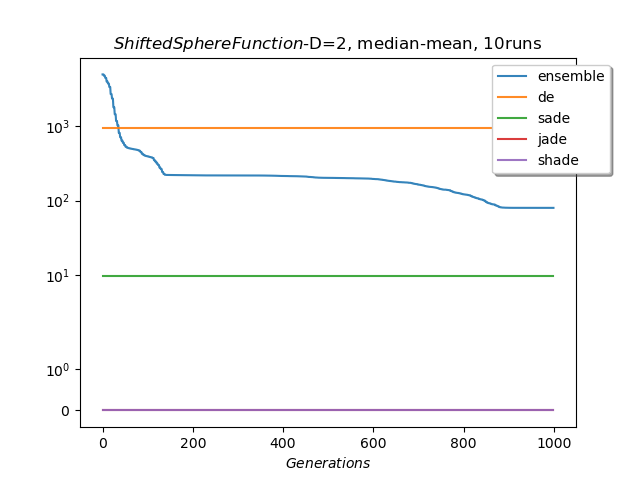 ShiftedSphereFunction-D=2, median-mean, 10runs
ensemble
de
sade
jade
shade
10³
10²
10¹
10⁰
0
0 200 400 600 800 1000
Generations